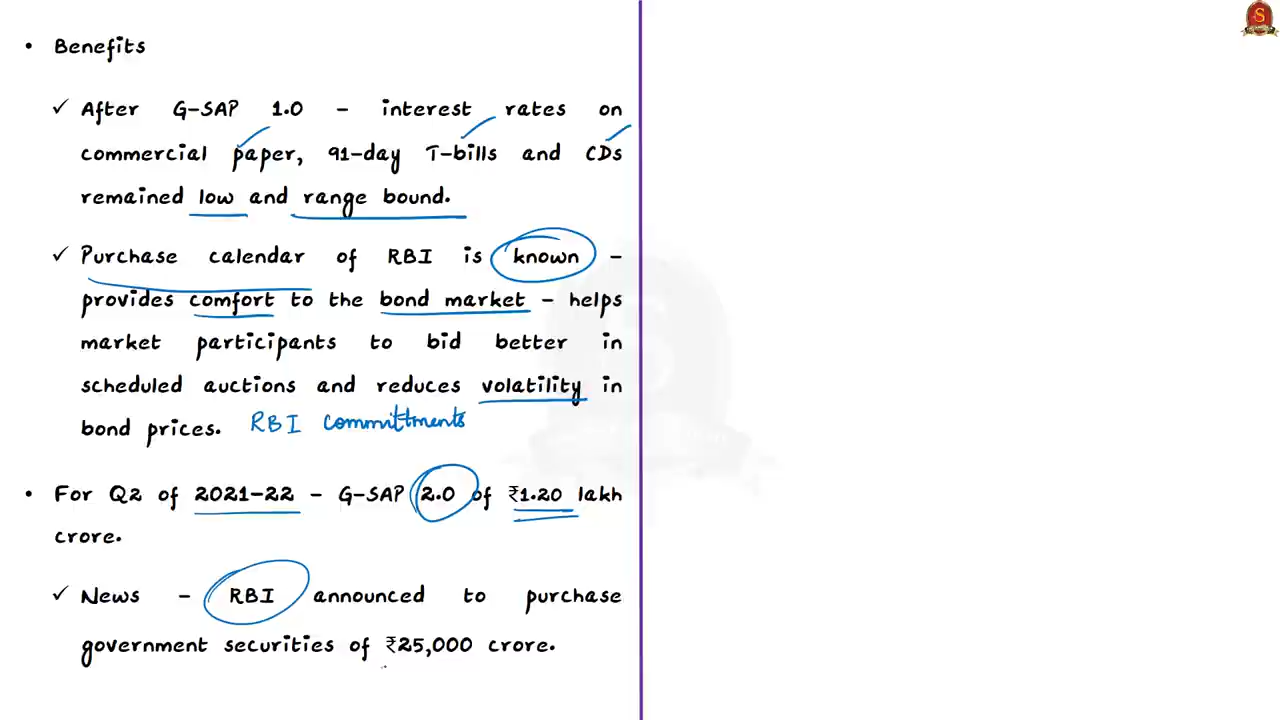 • Benefits
✓ After G-SAP 1.0 - interest rates on
commercial paper, 91-day T-bills and CDs
remained low and range bound.
✓ Purchase calendar of RBI is known -
provides comfort to the bond market - helps
market participants to bid better in
scheduled auctions and reduces volatility in
bond prices. RBI committments
• For Q2 of 2021-22 - G-SAP 2.0 of ₹1.20 lakh
crore.
✓ News - RBI announced to purchase
government securities of ₹25,000 crore.